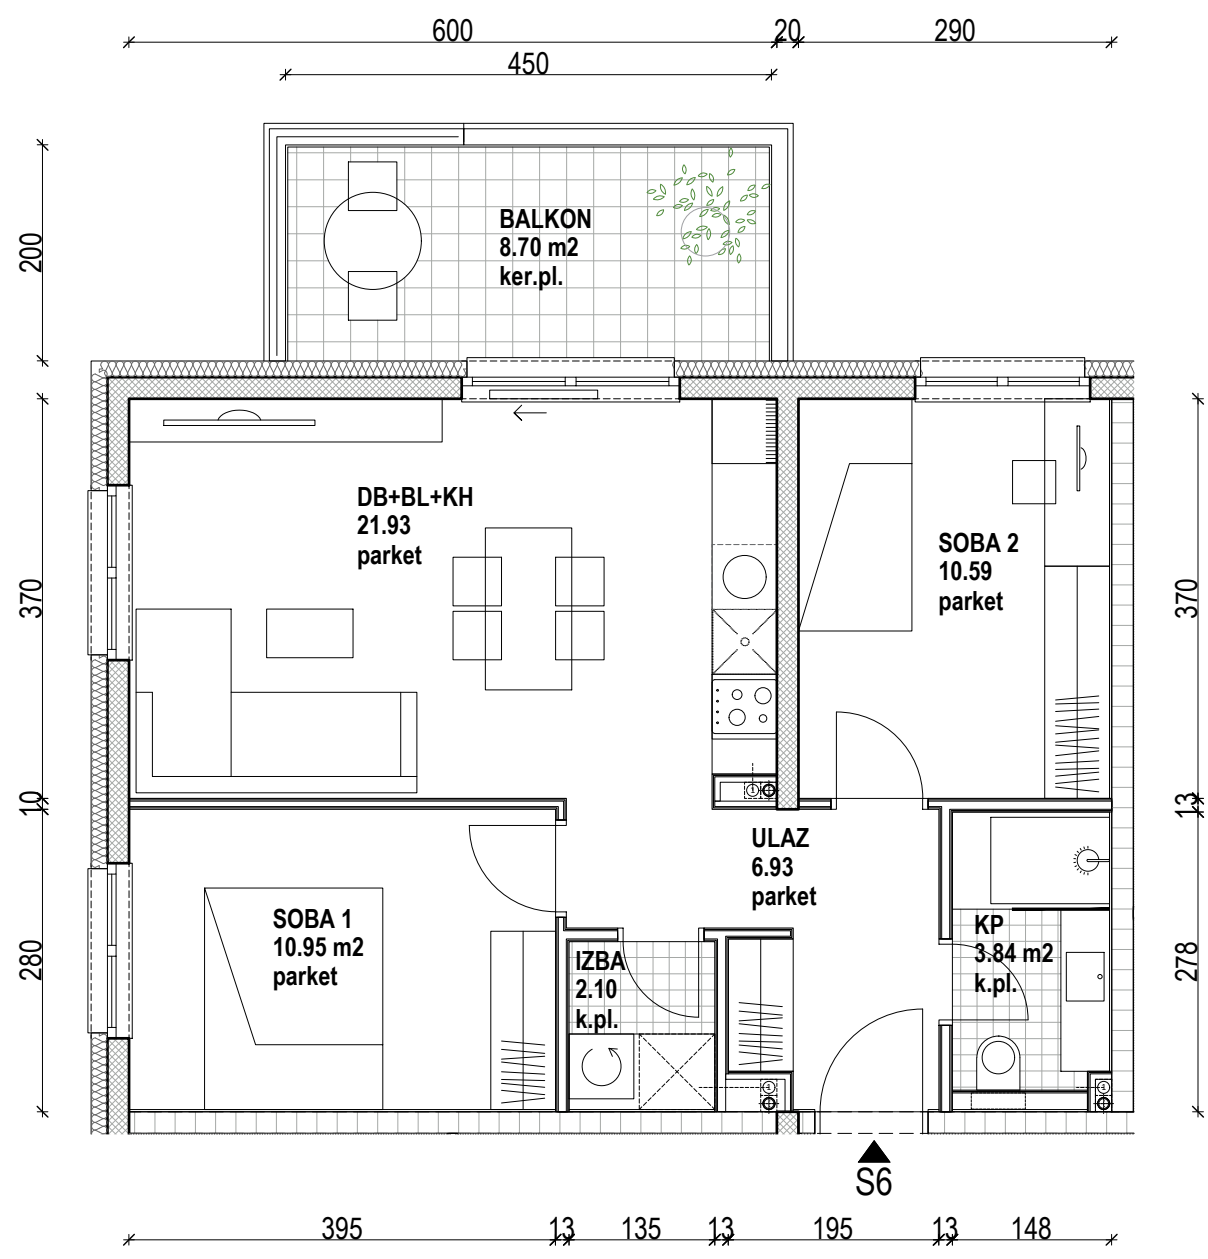 600
20
290
450
200
BALKON
8.70 m2
ker.pl.
DB+BL+KH
21.93
parket
SOBA 2
10.59
parket
370
370
10
13
ULAZ
6.93
parket
SOBA 1
10.95 m2
parket
KP
3.84 m2
k.pl.
IZBA
2.10
k.pl.
280
278
S6
395
13
135
13
195
13
148